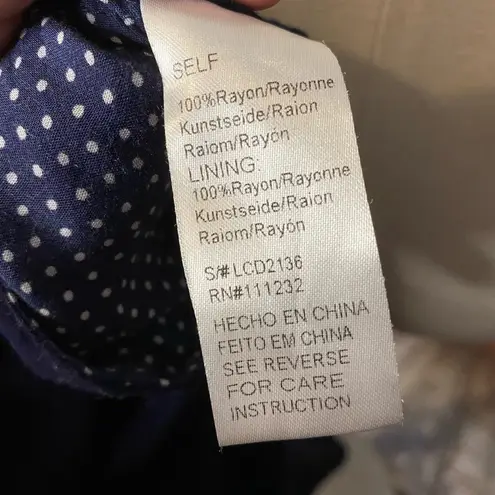 SELF
100%Rayon/Rayonne
Kunstseide/Raion
Raiom/Rayón
LINING:
100%Rayon/Rayonne
Kunstseide/Raion
Raiom/Rayón
S/#LCD2136
RN#111232
HECHO EN CHINA
FEITO EM CHINA
SEE REVERSE
FOR CARE
INSTRUCTION